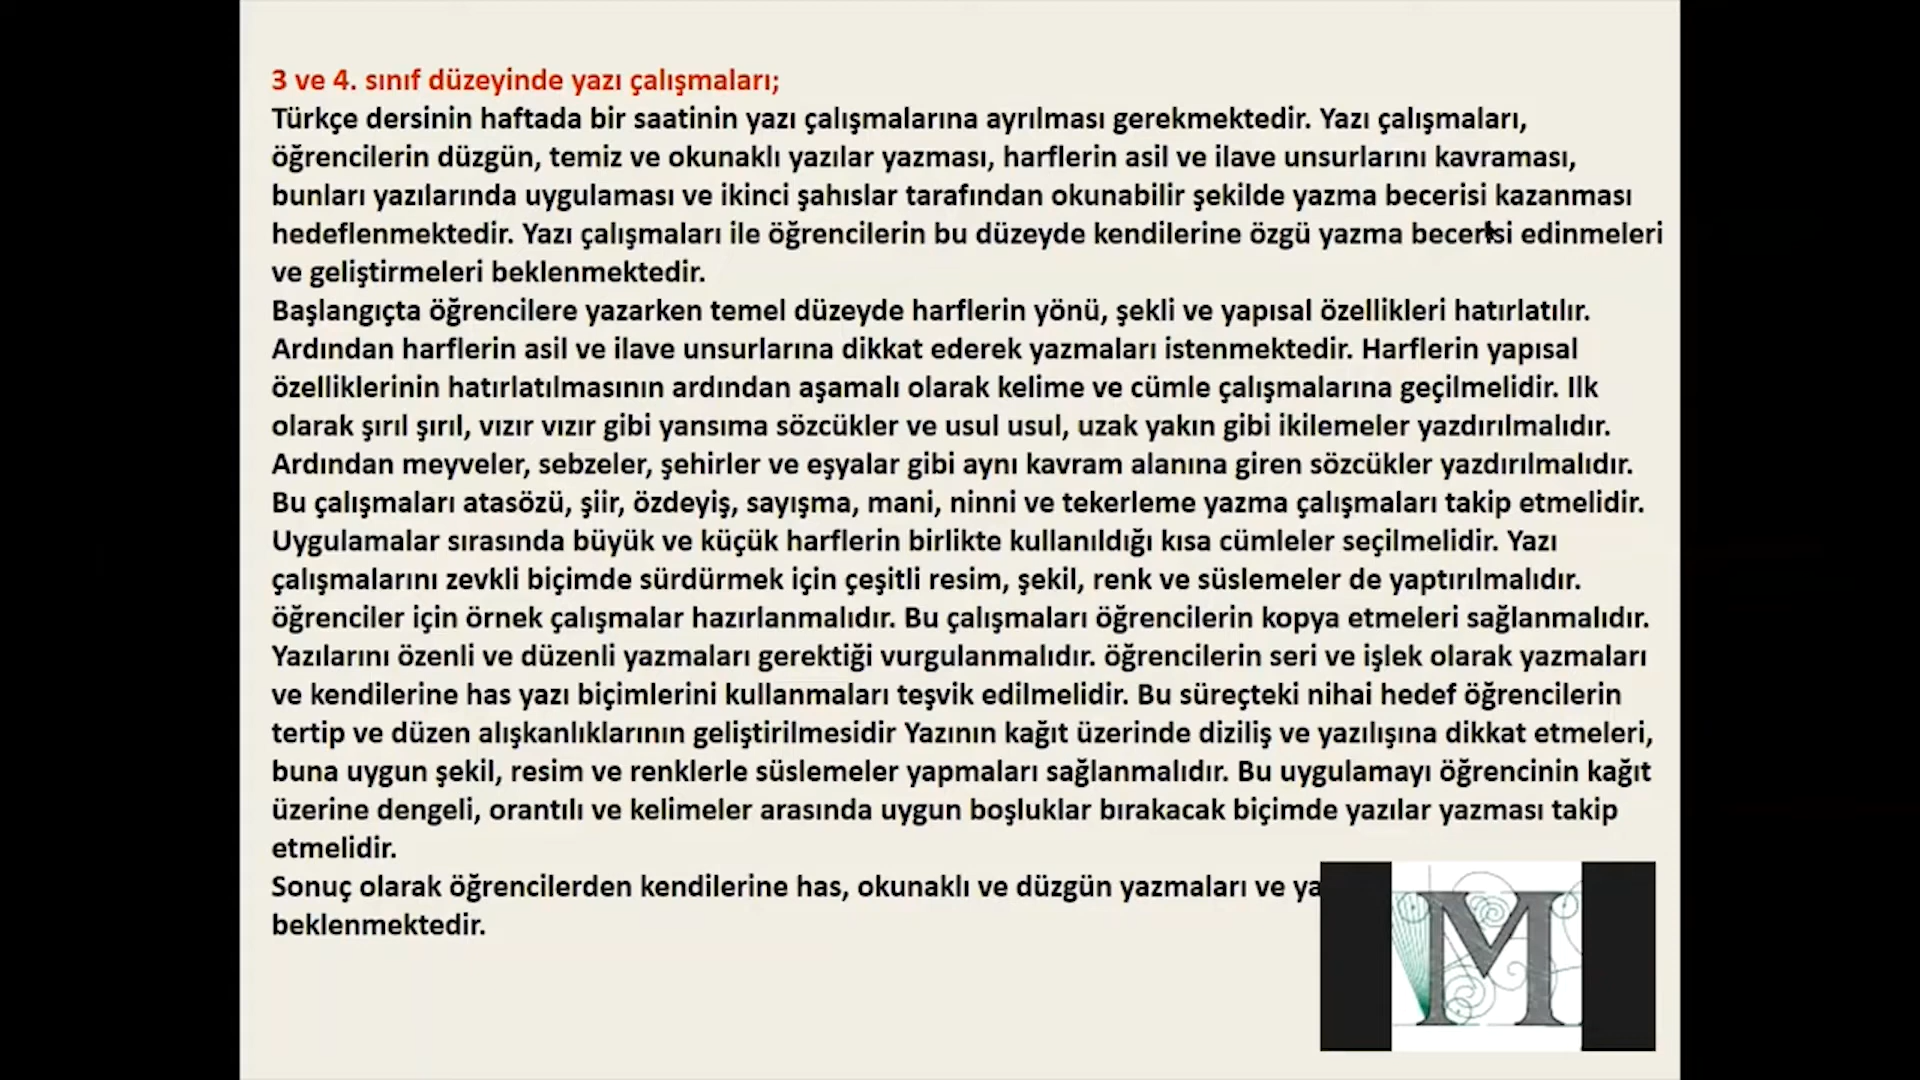 3 ve 4. sınıf düzeyinde yazı çalışmaları;
Türkçe dersinin haftada bir saatinin yazı çalışmalarına ayrılması gerekmektedir. Yazı çalışmaları,
öğrencilerin düzgün, temiz ve okunaklı yazılar yazması, harflerin asil ve ilave unsurlarını kavraması,
bunları yazılarında uygulaması ve ikinci şahıslar tarafından okunabilir şekilde yazma becerisi kazanması
hedeflenmektedir. Yazı çalışmaları ile öğrencilerin bu düzeyde kendilerine özgü yazma becerisi edinmeleri
ve geliştirmeleri beklenmektedir.
Başlangıçta öğrencilere yazarken temel düzeyde harflerin yönü, şekli ve yapısal özellikleri hatırlatılır.
Ardından harflerin asil ve ilave unsurlarına dikkat ederek yazmaları istenmektedir. Harflerin yapısal
özelliklerinin hatırlatılmasının ardından aşamalı olarak kelime ve cümle çalışmalarına geçilmelidir. Ilk
olarak şırıl şırıl, vızır vızır gibi yansıma sözcükler ve usul usul, uzak yakın gibi ikilemeler yazdırılmalıdır.
Ardından meyveler, sebzeler, şehirler ve eşyalar gibi aynı kavram alanına giren sözcükler yazdırılmalıdır.
Bu çalışmaları atasözü, şiir, özdeyiş, sayışma, mani, ninni ve tekerleme yazma çalışmaları takip etmelidir.
Uygulamalar sırasında büyük ve küçük harflerin birlikte kullanıldığı kısa cümleler seçilmelidir. Yazı
çalışmalarını zevkli biçimde sürdürmek için çeşitli resim, şekil, renk ve süslemeler de yaptırılmalıdır.
öğrenciler için örnek çalışmalar hazırlanmalıdır. Bu çalışmaları öğrencilerin kopya etmeleri sağlanmalıdır.
Yazılarını özenli ve düzenli yazmaları gerektiği vurgulanmalıdır. öğrencilerin seri ve işlek olarak yazmaları
ve kendilerine has yazı biçimlerini kullanmaları teşvik edilmelidir. Bu süreçteki nihai hedef öğrencilerin
tertip ve düzen alışkanlıklarının geliştirilmesidir Yazının kağıt üzerinde diziliş ve yazılışına dikkat etmeleri,
buna uygun şekil, resim ve renklerle süslemeler yapmaları sağlanmalıdır. Bu uygulamayı öğrencinin kağıt
üzerine dengeli, orantılı ve kelimeler arasında uygun boşluklar bırakacak biçimde yazılar yazması takip
etmelidir.
Sonuç olarak öğrencilerden kendilerine has, okunaklı ve düzgün yazmaları ve
beklenmektedir.
M